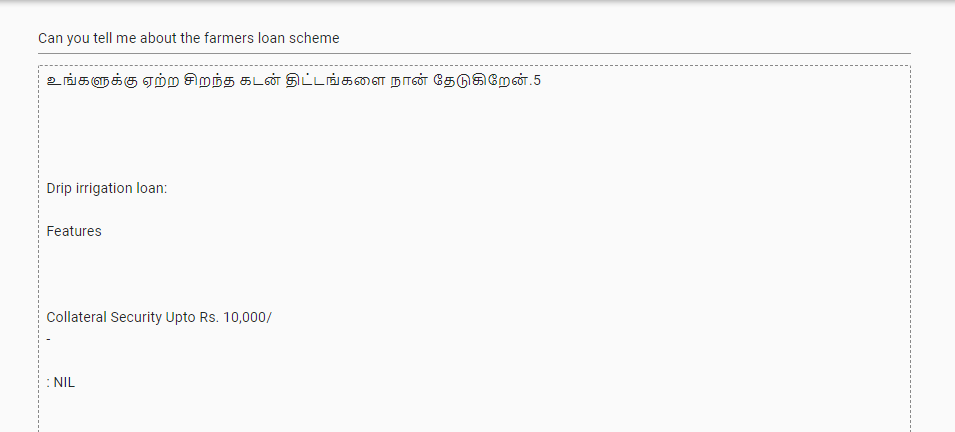 Can you tell me about the farmers loan scheme
உங்களுக்கு ஏற்ற சிறந்த கடன் திட்டங்களை நான் தேடுகிறேன்.5
Drip irrigation loan:
Features
Collateral Security Upto Rs. 10,000/
-
: NIL